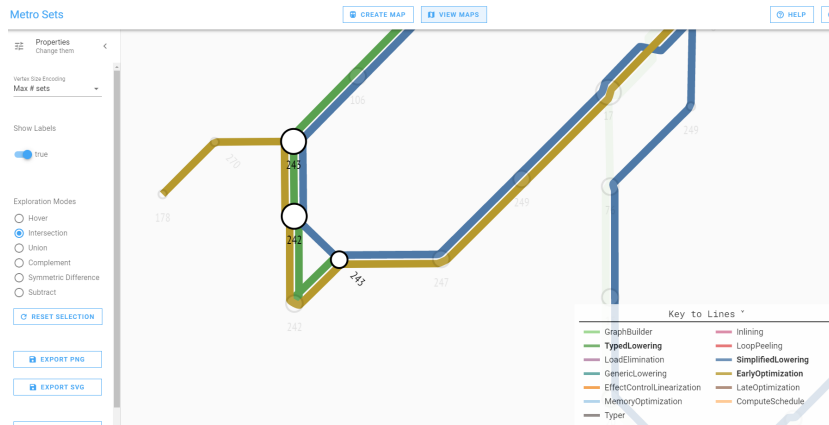 Metro Sets
CREATE MAP
VIEW MAPS
HELP
Properties
Change them
Vertex Size Encoding
Max # sets
Show Labels
true
Exploration Modes
Hover
Intersection
Union
Complement
Symmetric Difference
Subtract
RESET SELECTION
EXPORT PNG
EXPORT SVG
106
17
249
243
270
178
249
242
243
247
242
Key to Lines *
GraphBuilder
TypedLowering
LoadElimination
GenericLowering
EffectControlLinearization
MemoryOptimization
Typer
Inlining
LoopPeeling
SimplifiedLowering
EarlyOptimization
LateOptimization
ComputeSchedule